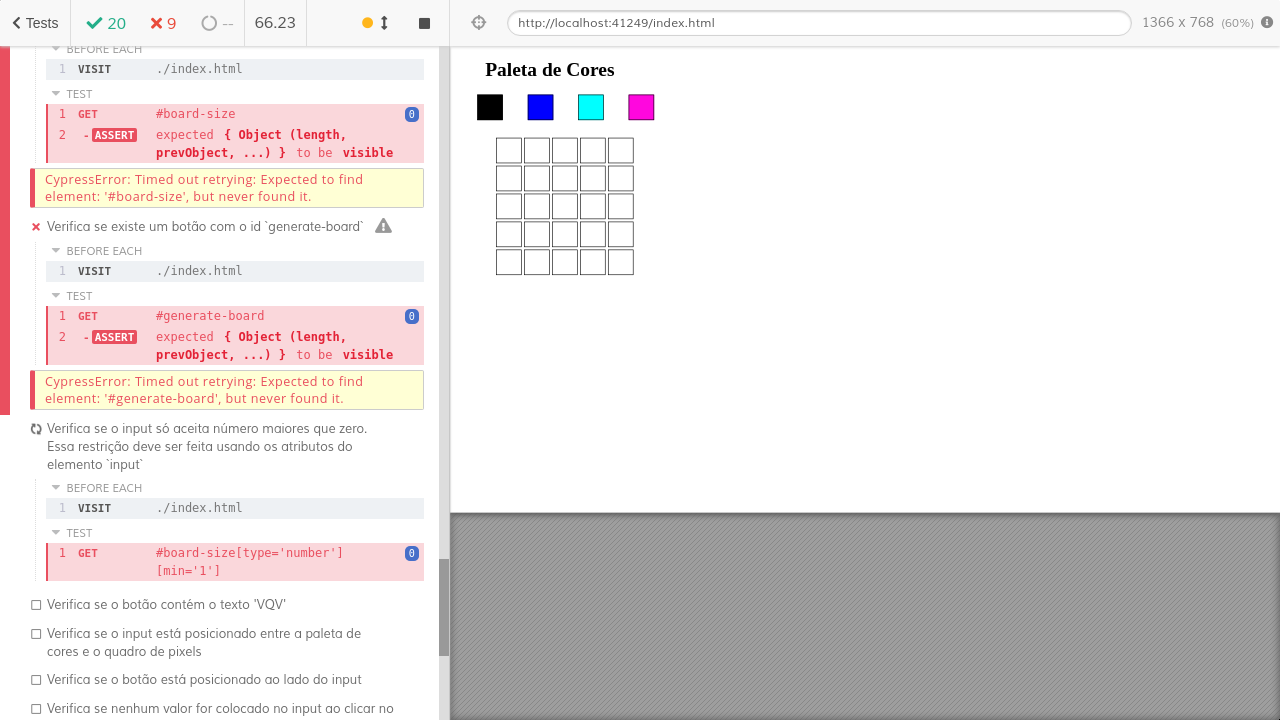 Tests
20
9
--
66.23
http://localhost:41249/index.html
1366 x 768 (60%)
BEFORE EACH
1 VISIT ./index.html
TEST
1 GET #board-size 0
2 -ASSERT expected { Object (length,
prevObject, ...) } to be visible
CypressError: Timed out retrying: Expected to find
element: '#board-size', but never found it.
Verifica se existe um botão com o id `generate-board`
BEFORE EACH
1 VISIT ./index.html
TEST
1 GET #generate-board 0
2 -ASSERT expected { Object (length,
prevObject, ...) } to be visible
CypressError: Timed out retrying: Expected to find
element: '#generate-board', but never found it.
Verifica se o input só aceita número maiores que zero.
Essa restrição deve ser feita usando os atributos do
elemento `input`
BEFORE EACH
1 VISIT ./index.html
TEST
1 GET #board-size[type='number'] 0
[min='1']
Verifica se o botão contém o texto 'VQV'
Verifica se o input está posicionado entre a paleta de
cores e o quadro de pixels
Verifica se o botão está posicionado ao lado do input
Verifica se nenhum valor for colocado no input ao clicar no
Paleta de Cores